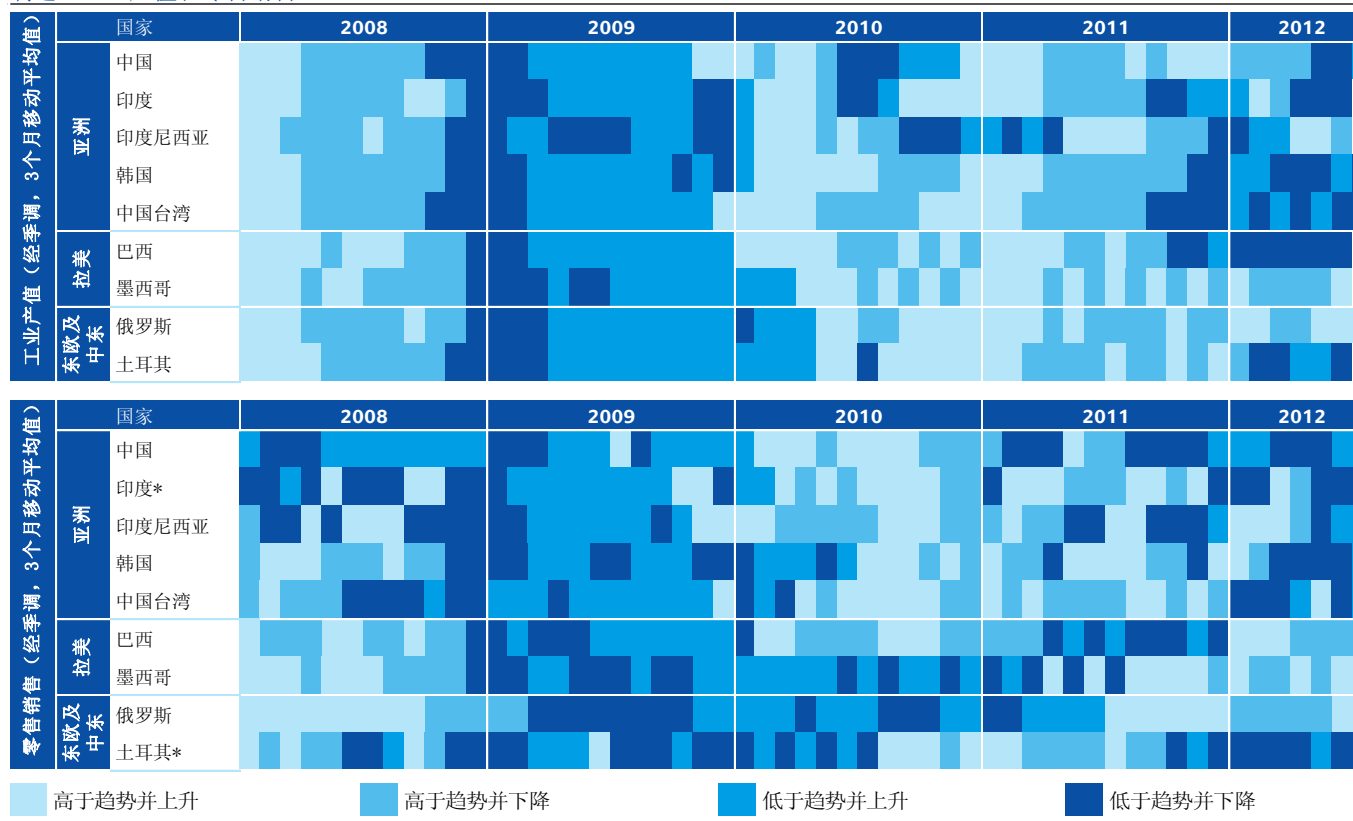 工业产值（经季调，3个月移动平均值）
国家 2008 2009 2010 2011 2012
亚洲
中国
印度
印度尼西亚
韩国
中国台湾
拉美
巴西
墨西哥
东欧及
中东
俄罗斯
土耳其
零售销售（经季调，3个月移动平均值）
国家 2008 2009 2010 2011 2012
亚洲
中国
印度*
印度尼西亚
韩国
中国台湾
拉美
巴西
墨西哥
东欧及
中东
俄罗斯
土耳其*
高于趋势并上升 高于趋势并下降 低于趋势并上升 低于趋势并下降